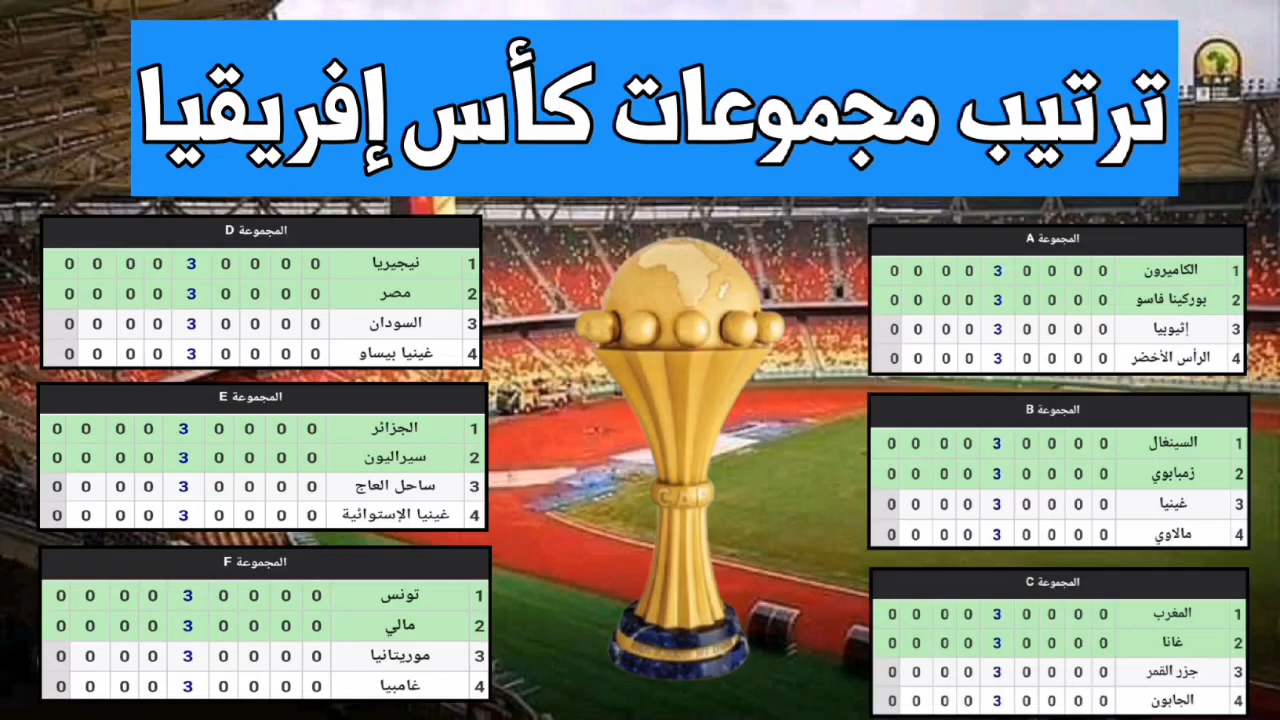 ترتيب مجموعات كأس إفريقيا
المجموعة A
1 الكاميرون 0 0 0 0 3 0 0 0 0
2 بوركينا فاسو 0 0 0 0 3 0 0 0 0
3 إثيوبيا 0 0 0 0 3 0 0 0 0
4 الرأس الأخضر 0 0 0 0 3 0 0 0 0
المجموعة B
1 السينغال 0 0 0 0 3 0 0 0 0
2 زمبابوي 0 0 0 0 3 0 0 0 0
3 غينيا 0 0 0 0 3 0 0 0 0
4 مالاوي 0 0 0 0 3 0 0 0 0
المجموعة C
1 المغرب 0 0 0 0 3 0 0 0 0
2 غانا 0 0 0 0 3 0 0 0 0
3 جزر القمر 0 0 0 0 3 0 0 0 0
4 الجابون 0 0 0 0 3 0 0 0 0
المجموعة D
1 نيجيريا 0 0 0 0 3 0 0 0 0
2 مصر 0 0 0 0 3 0 0 0 0
3 السودان 0 0 0 0 3 0 0 0 0
4 غينيا بيساو 0 0 0 0 3 0 0 0 0
المجموعة E
1 الجزائر 0 0 0 0 3 0 0 0 0
2 سيراليون 0 0 0 0 3 0 0 0 0
3 ساحل العاج 0 0 0 0 3 0 0 0 0
4 غينيا الإستوائية 0 0 0 0 3 0 0 0 0
المجموعة F
1 تونس 0 0 0 0 3 0 0 0 0
2 مالي 0 0 0 0 3 0 0 0 0
3 موريتانيا 0 0 0 0 3 0 0 0 0
4 غامبيا 0 0 0 0 3 0 0 0 0